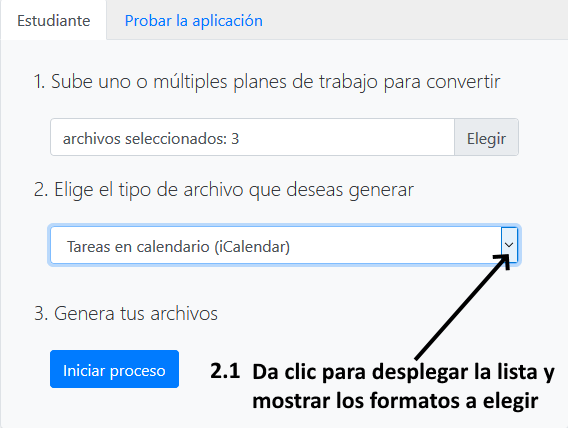 Estudiante
Probar la aplicación
1. Sube uno o múltiples planes de trabajo para convertir
archivos seleccionados: 3
Elegir
2. Elige el tipo de archivo que deseas generar
Tareas en calendario (iCalendar)
3. Genera tus archivos
Iniciar proceso
2.1 Da clic para desplegar la lista y
mostrar los formatos a elegir